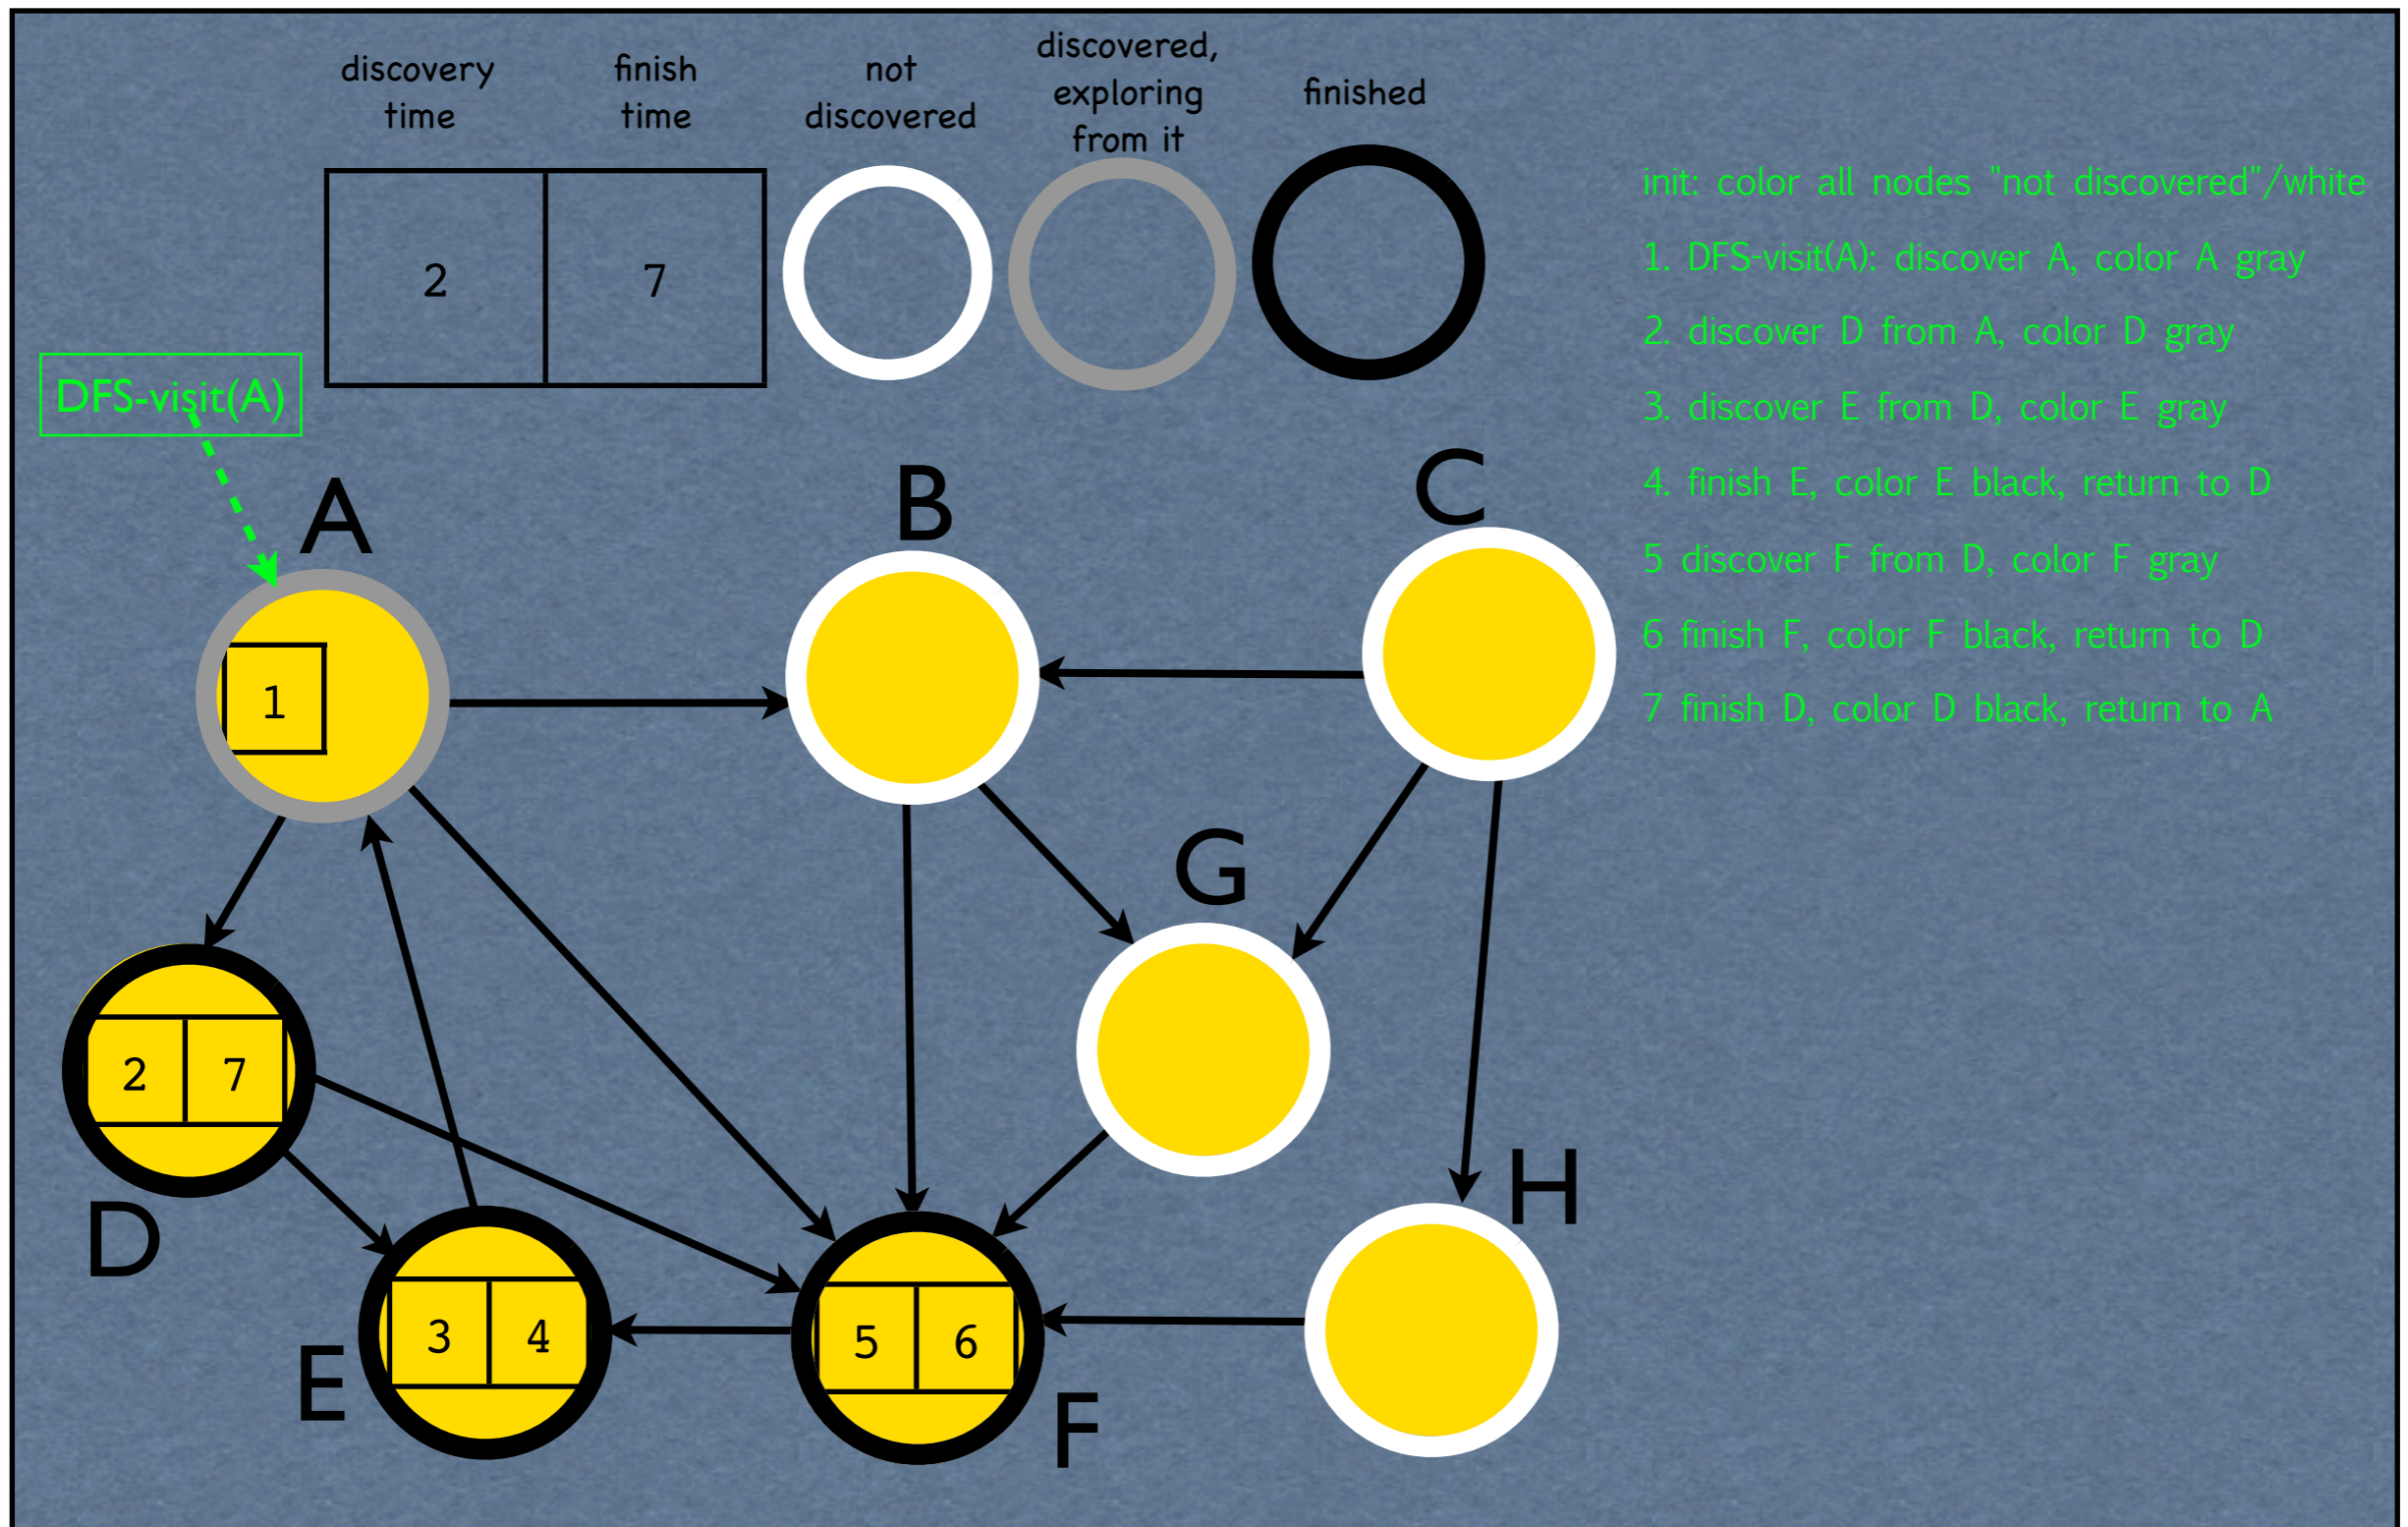 discovery
time
finish
time
not
discovered
discovered,
exploring
from it
finished
2
7
init: color all nodes "not discovered"/white
1. DFS-visit(A): discover A, color A gray
2. discover D from A, color D gray
3. discover E from D, color E gray
4. finish E, color E black, return to D
5 discover F from D, color F gray
6 finish F, color F black, return to D
7 finish D, color D black, return to A
DFS-visit(A)
A
B
C
1
G
2
7
D
H
3
4
E
5
6
F